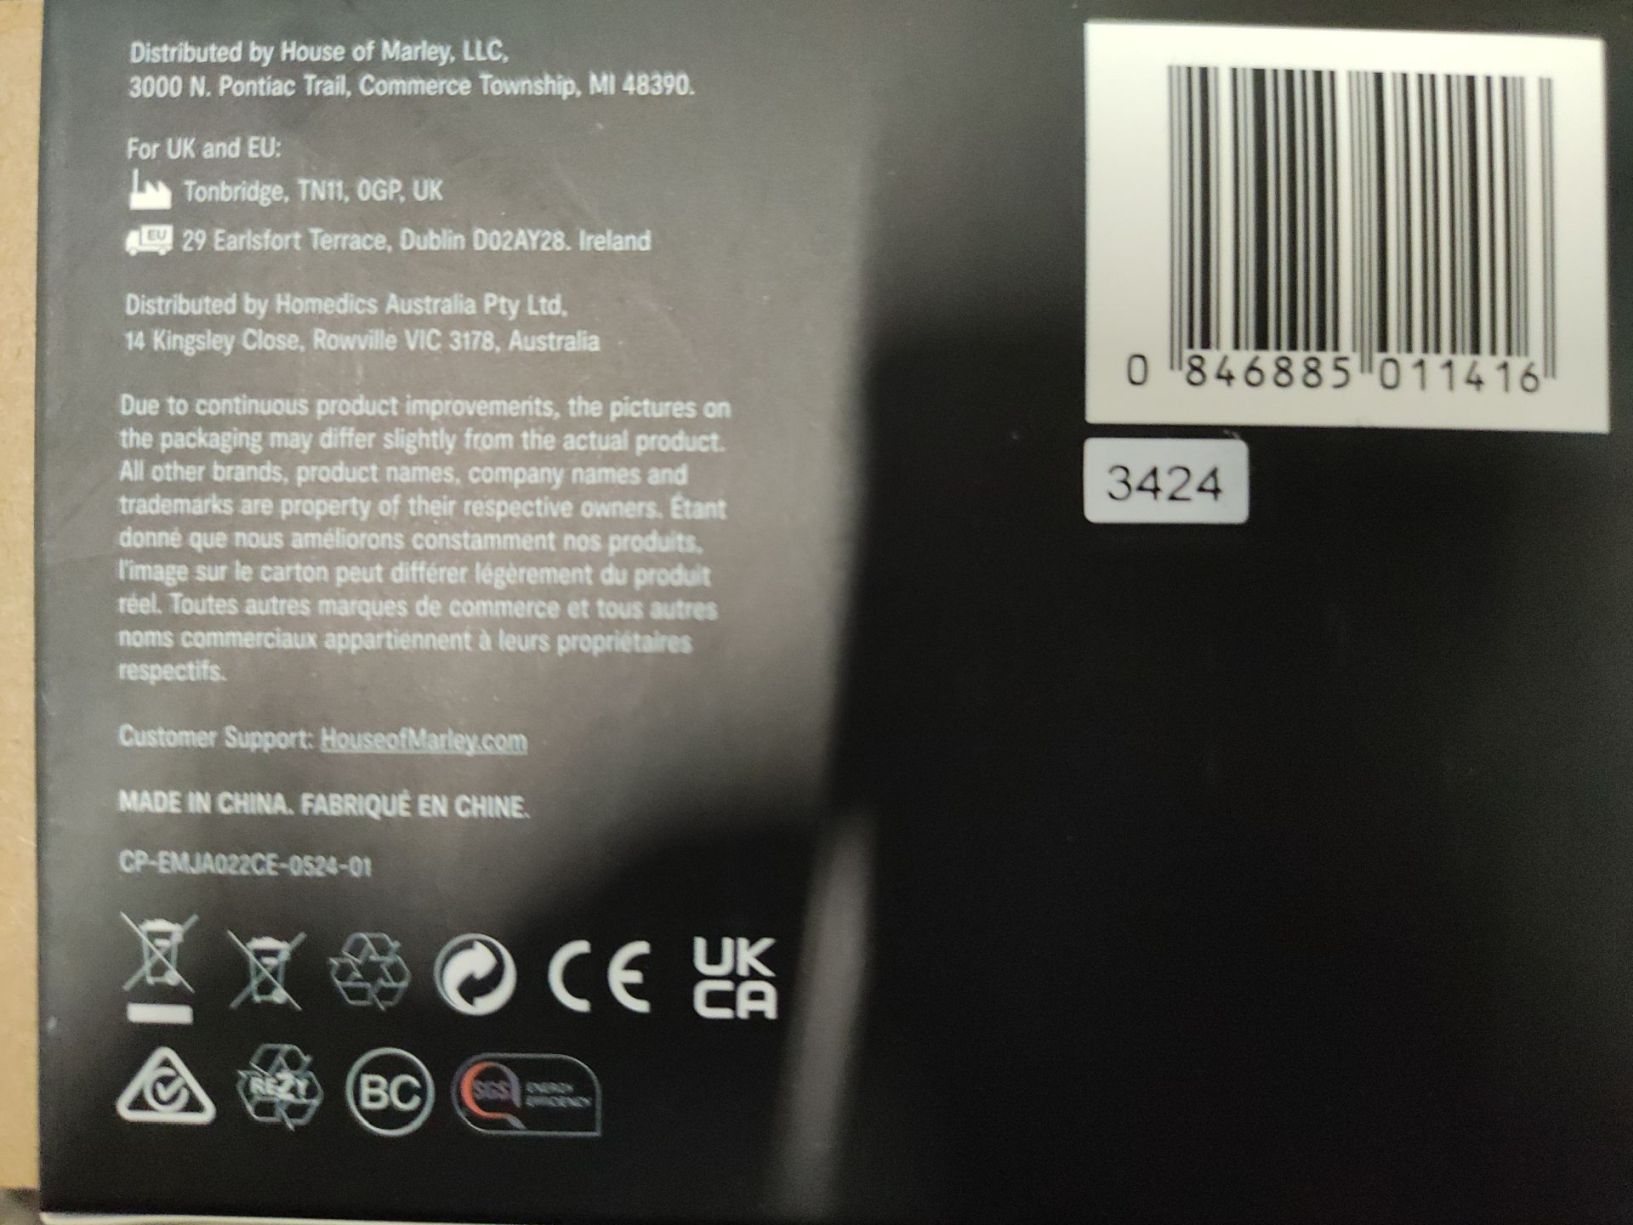 Distributed by House of Marley, LLC,
3000 N. Pontiac Trail, Commerce Township, MI 48390.
For UK and EU:
Tonbridge, TN11, 0GP, UK
EU 29 Earlsfort Terrace, Dublin D02AY28. Ireland
Distributed by Homedics Australia Pty Ltd,
14 Kingsley Close, Rowville VIC 3178, Australia
Due to continuous product improvements, the pictures on
the packaging may differ slightly from the actual product.
All other brands, product names, company names and
trademarks are property of their respective owners. Étant
donné que nous améliorons constamment nos produits,
l'image sur le carton peut différer légèrement du produit
réel. Toutes autres marques de commerce et tous autres
noms commerciaux appartiennent à leurs propriétaires
respectifs.
Customer Support: HouseofMarley.com
MADE IN CHINA. FABRIQUÉ EN CHINE.
CP-EMJA022CE-0524-01
CE
UK
CA
REZY
BC
SGS
ENERGY
EFFICIENCY
0 846885 011416
3424